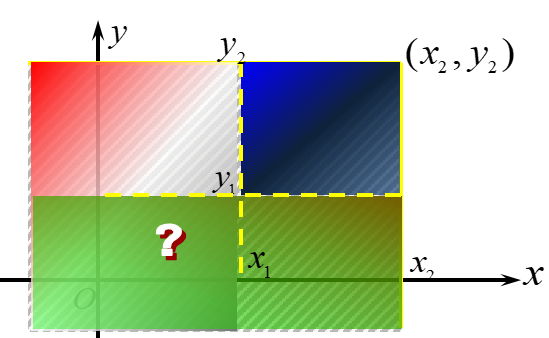 y
y₂
(x₂, y₂)
y₁
?
x₁
x₂
x
O